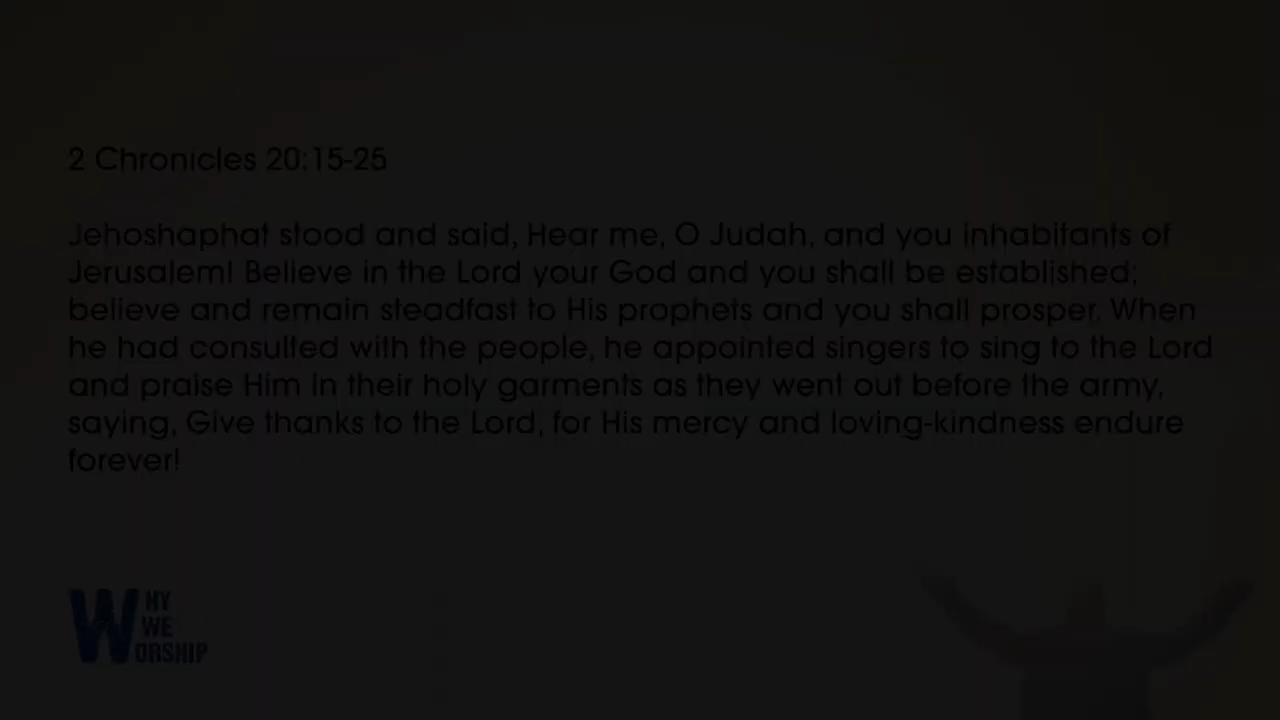 2 Chronicles 20:15-25
Jehoshaphat stood and said, Hear me, O Judah, and you inhabitants of
Jerusalem! Believe in the Lord your God and you shall be established;
believe and remain steadfast to His prophets and you shall prosper. When
he had consulted with the people, he appointed singers to sing to the Lord
and praise Him in their holy garments as they went out before the army,
saying, Give thanks to the Lord, for His mercy and loving-kindness endure
forever!
WHY
WE
WORSHIP